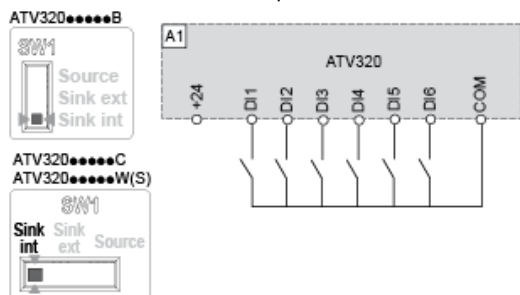 ATV320●●●●●B
SW1
Source
Sink ext
Sink int
ATV320●●●●●C
ATV320●●●●●W(S)
SW1
Sink int
Sink ext
Source
A1
ATV320
+24
DI1
DI2
DI3
DI4
DI5
DI6
COM